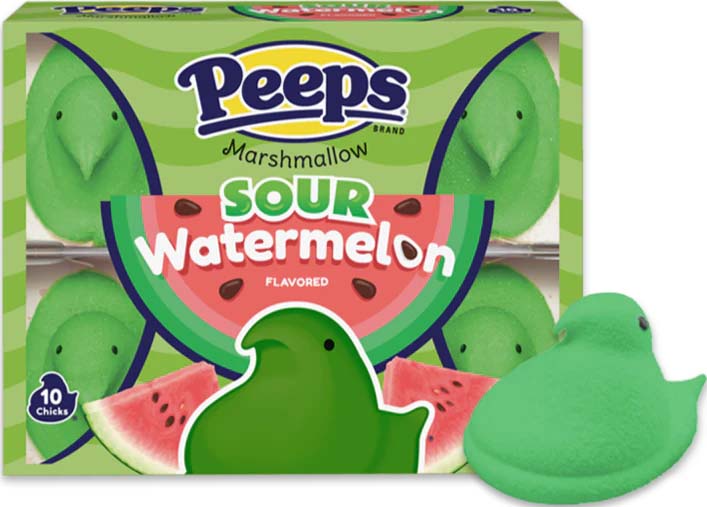 Peeps
BRAND
Marshmallow
SOUR
Watermelon
FLAVORED
10
Chicks